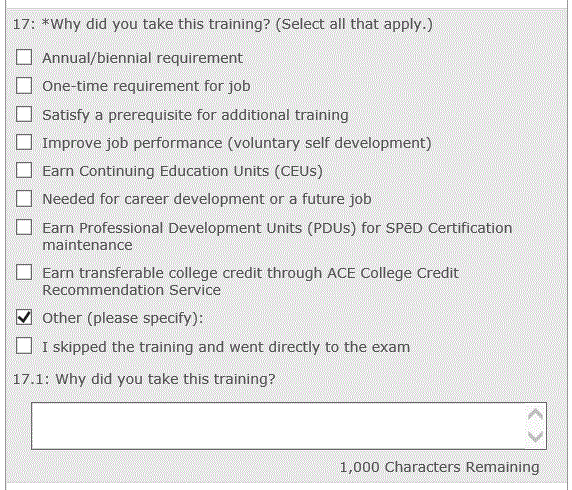 17: *Why did you take this training? (Select all that apply.)
Annual/biennial requirement
One-time requirement for job
Satisfy a prerequisite for additional training
Improve job performance (voluntary self development)
Earn Continuing Education Units (CEUs)
Needed for career development or a future job
Earn Professional Development Units (PDUs) for SPēD Certification
maintenance
Earn transferable college credit through ACE College Credit
Recommendation Service
Other (please specify):
I skipped the training and went directly to the exam
17.1: Why did you take this training?
1,000 Characters Remaining